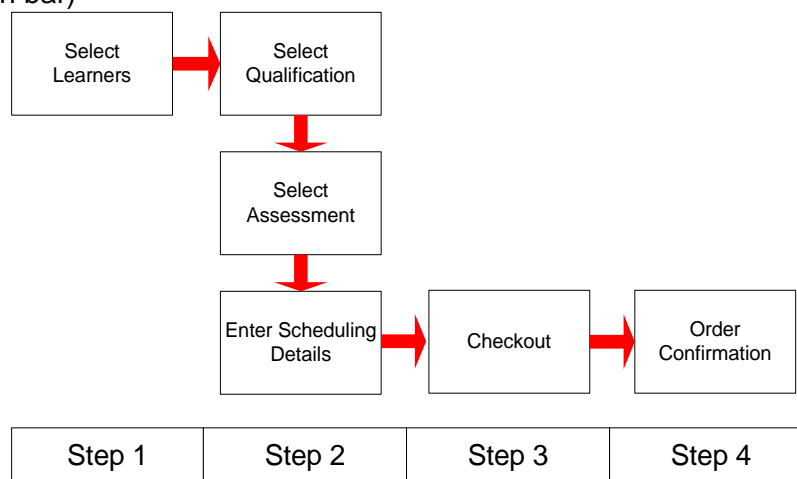 n bar)
Select
Learners
Select
Qualification
Select
Assessment
Enter Scheduling
Details
Checkout
Order
Confirmation
Step 1
Step 2
Step 3
Step 4